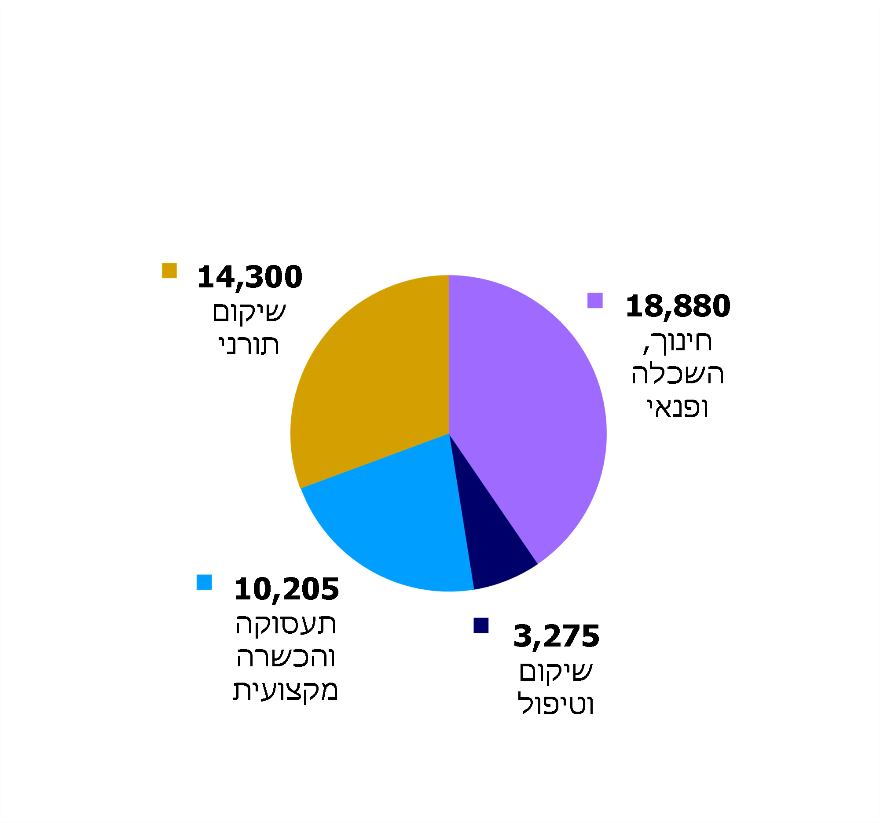 14,300
שיקום
תורני
18,880
חינוך,
השכלה
ופנאי
10,205
תעסוקה
והכשרה
מקצועית
3,275
שיקום
וטיפול